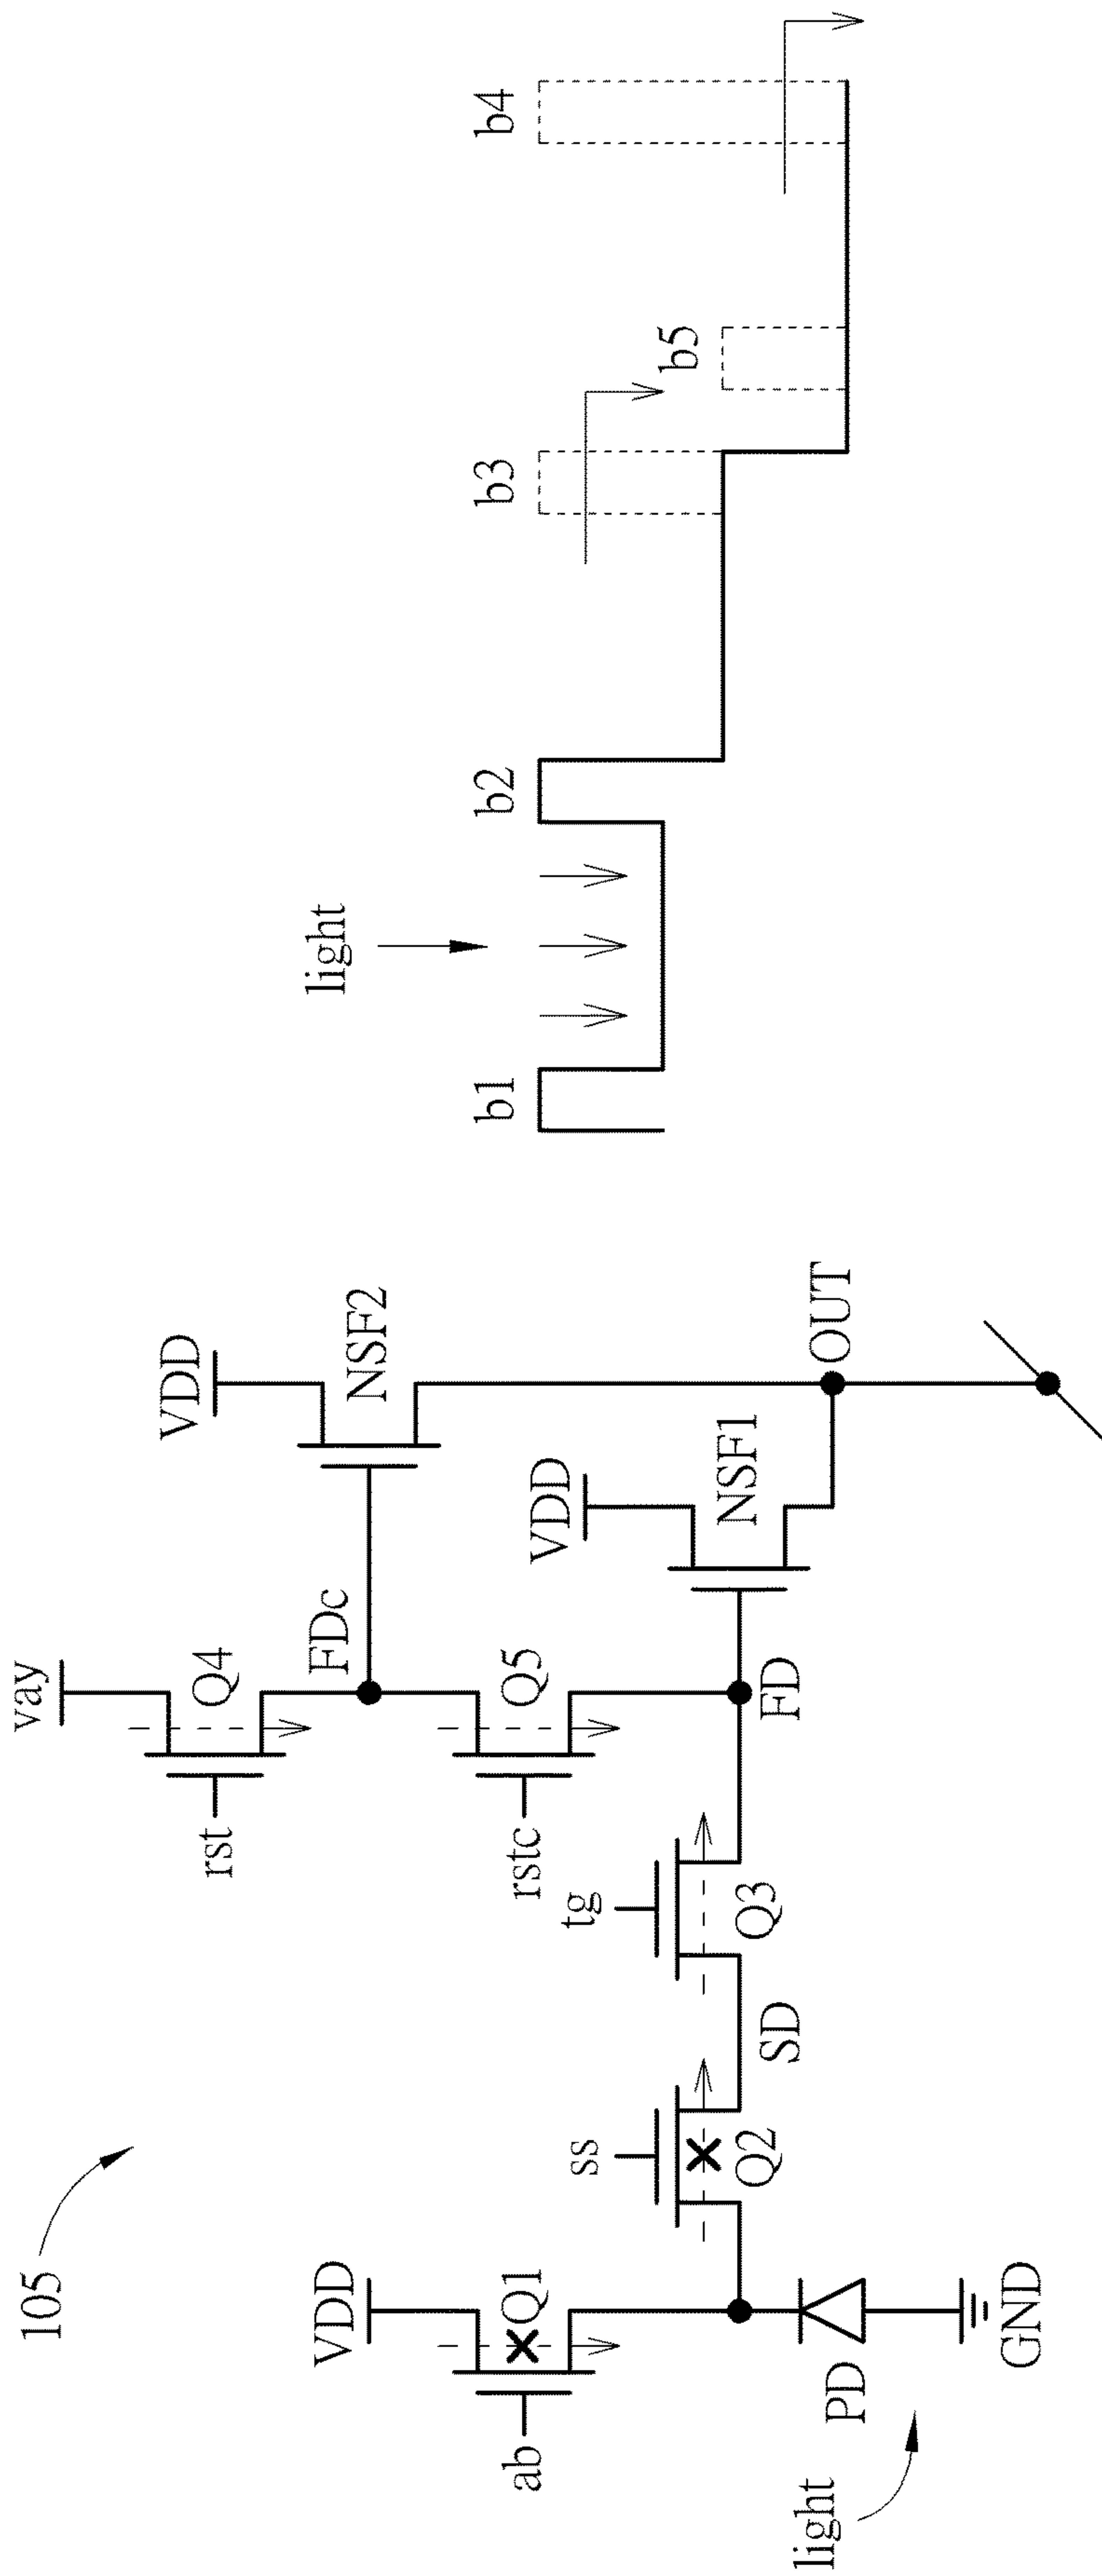 105
light
ab
VDD
Q1
PD
GND
ss
Q2
SD
tg
Q3
rst
vay
Q4
FDc
rstc
Q5
FD
VDD
NSF2
VDD
NSF1
OUT
b1
light
b2
b3
b5
b4